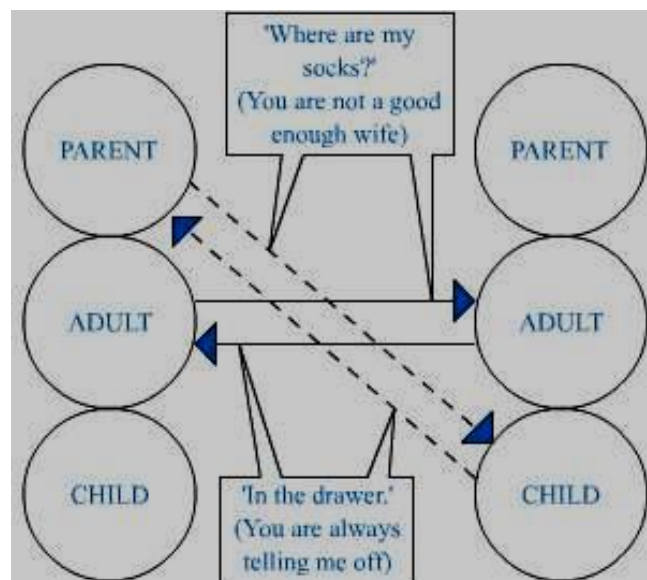 'Where are my
socks?'
(You are not a good
enough wife)
PARENT
PARENT
ADULT
ADULT
CHILD
CHILD
'In the drawer.'
(You are always
telling me off)